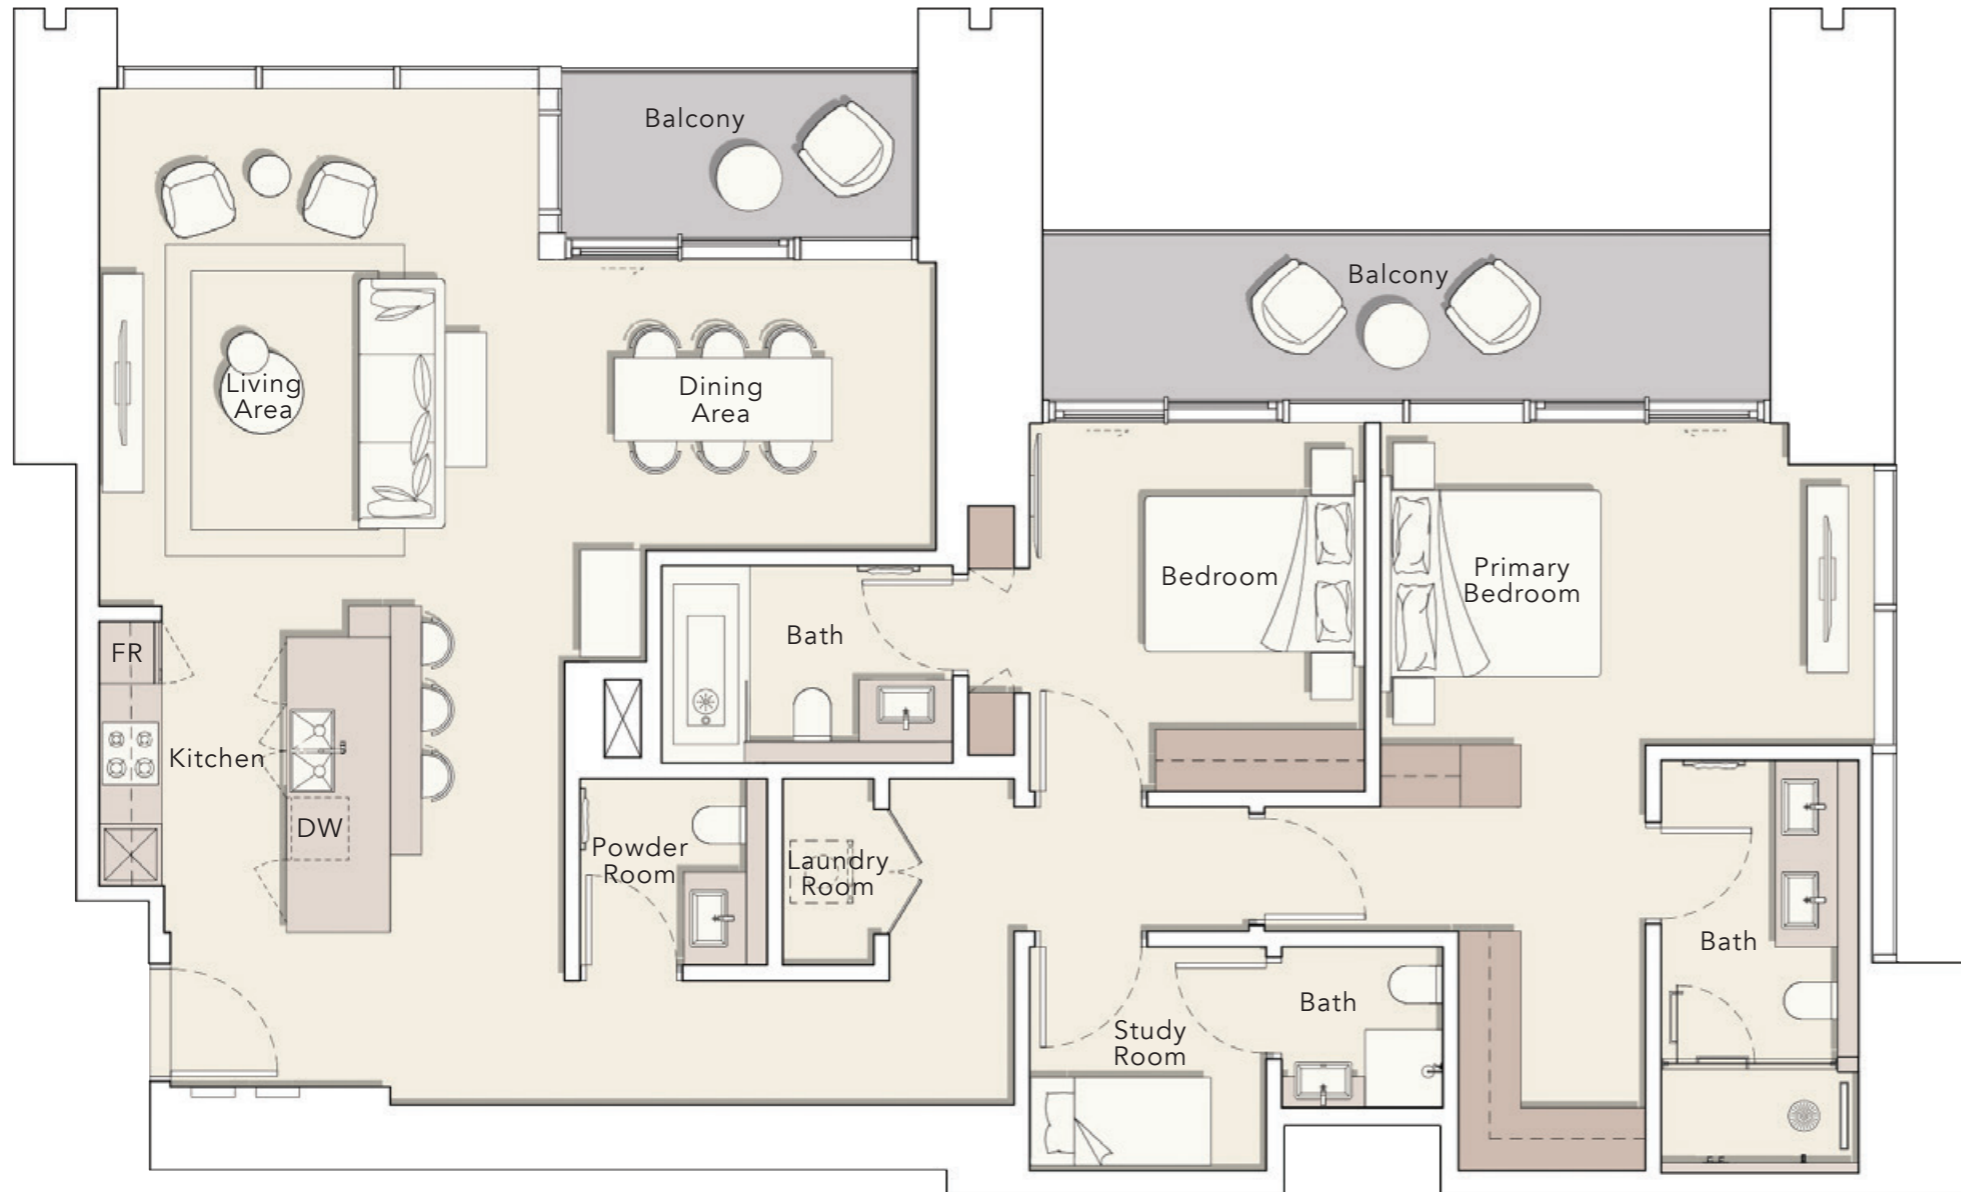 Balcony
Balcony
Living
Area
Dining
Area
Bedroom
Primary
Bedroom
Bath
FR
Kitchen
DW
Powder
Room
Laundry
Room
Bath
Bath
Study
Room